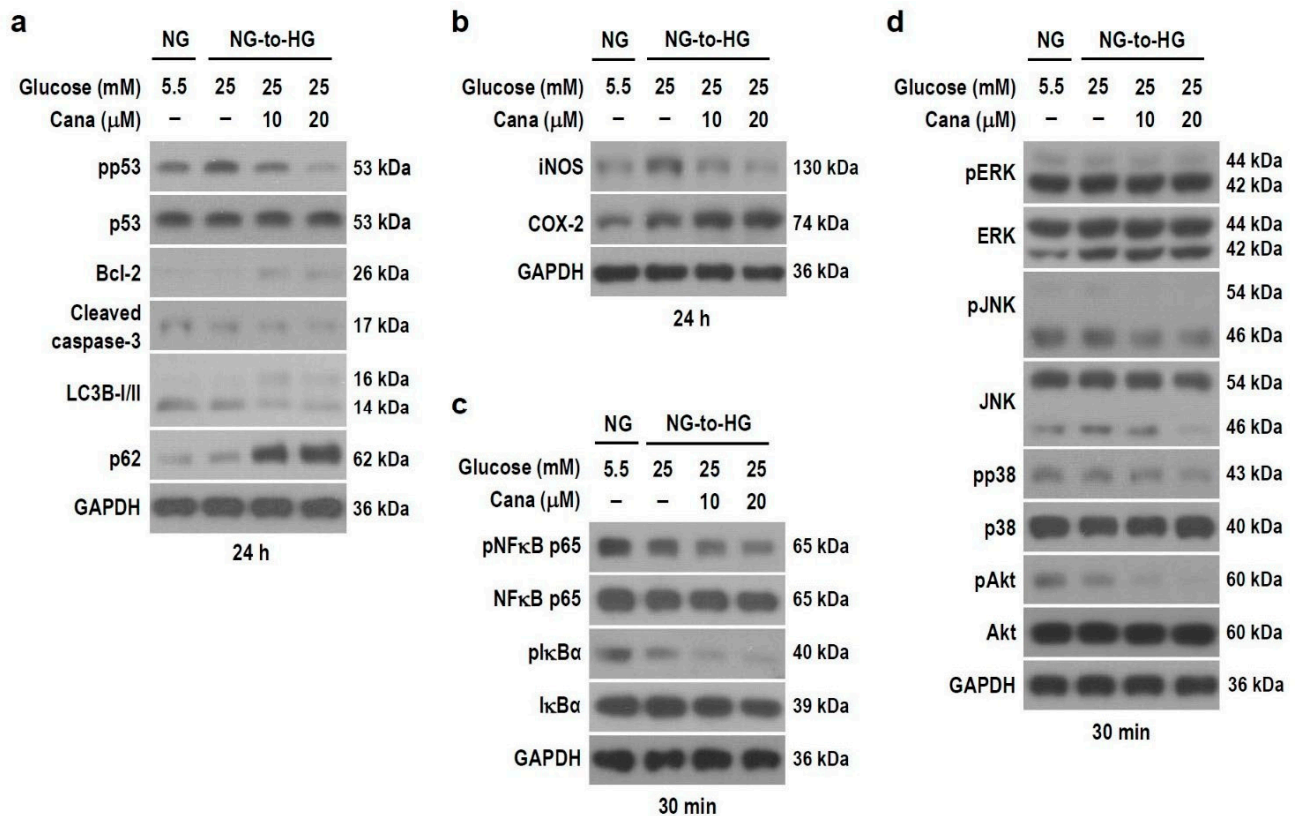 a
NG NG-to-HG
Glucose (mM) 5.5 25 25 25
Cana (μM) – – 10 20
pp53 53 kDa
p53 53 kDa
Bcl-2 26 kDa
Cleaved
caspase-3 17 kDa
LC3B-I/II 16 kDa
14 kDa
p62 62 kDa
GAPDH 36 kDa
24 h
b
NG NG-to-HG
Glucose (mM) 5.5 25 25 25
Cana (μM) – – 10 20
iNOS 130 kDa
COX-2 74 kDa
GAPDH 36 kDa
24 h
c
NG NG-to-HG
Glucose (mM) 5.5 25 25 25
Cana (μM) – – 10 20
pNFκB p65 65 kDa
NFκB p65 65 kDa
pIκBα 40 kDa
IκBα 39 kDa
GAPDH 36 kDa
30 min
d
NG NG-to-HG
Glucose (mM) 5.5 25 25 25
Cana (μM) – – 10 20
pERK 44 kDa
42 kDa
ERK 44 kDa
42 kDa
pJNK 54 kDa
46 kDa
JNK 54 kDa
46 kDa
pp38 43 kDa
p38 40 kDa
pAkt 60 kDa
Akt 60 kDa
GAPDH 36 kDa
30 min